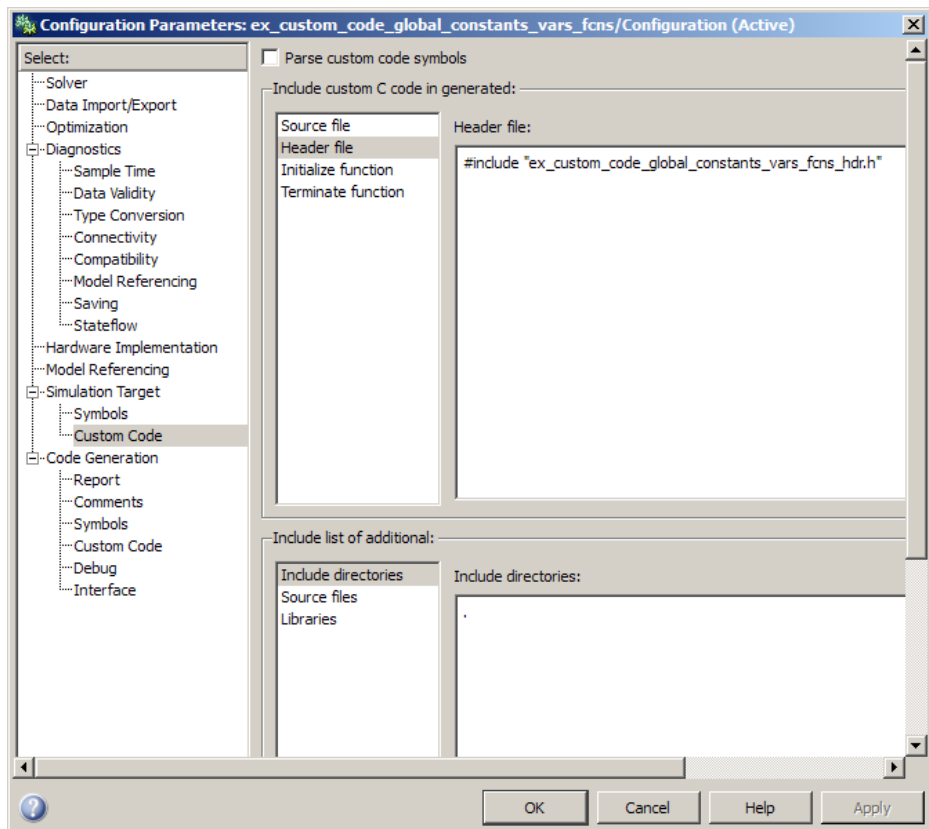 Configuration Parameters: ex_custom_code_global_constants_vars_fcns/Configuration (Active)
Select:
Solver
Data Import/Export
Optimization
Diagnostics
Sample Time
Data Validity
Type Conversion
Connectivity
Compatibility
Model Referencing
Saving
Stateflow
Hardware Implementation
Model Referencing
Simulation Target
Symbols
Custom Code
Code Generation
Report
Comments
Symbols
Custom Code
Debug
Interface
Parse custom code symbols
Include custom C code in generated:
Source file
Header file
Initialize function
Terminate function
Header file:
#include "ex_custom_code_global_constants_vars_fcns_hdr.h"
Include list of additional:
Include directories
Source files
Libraries
Include directories:
.
OK
Cancel
Help
Apply